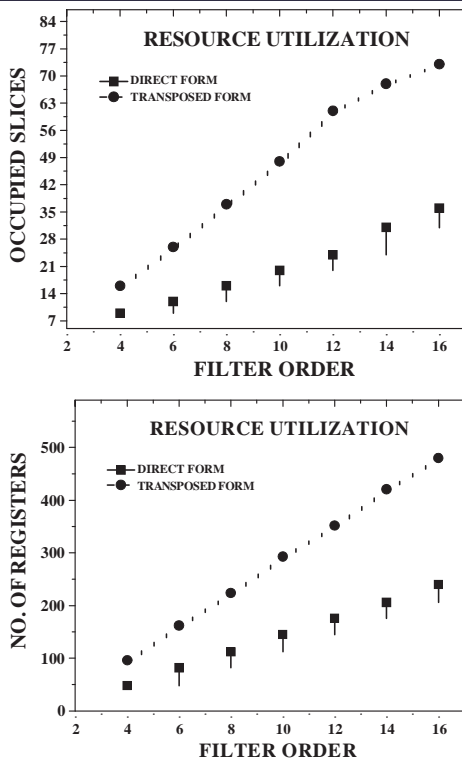 RESOURCE UTILIZATION
DIRECT FORM
TRANSPOSED FORM
OCCUPIED SLICES
84
77
70
63
56
49
42
35
28
21
14
7
2 4 6 8 10 12 14 16
FILTER ORDER
RESOURCE UTILIZATION
DIRECT FORM
TRANSPOSED FORM
NO. OF REGISTERS
500
400
300
200
100
0
2 4 6 8 10 12 14 16
FILTER ORDER